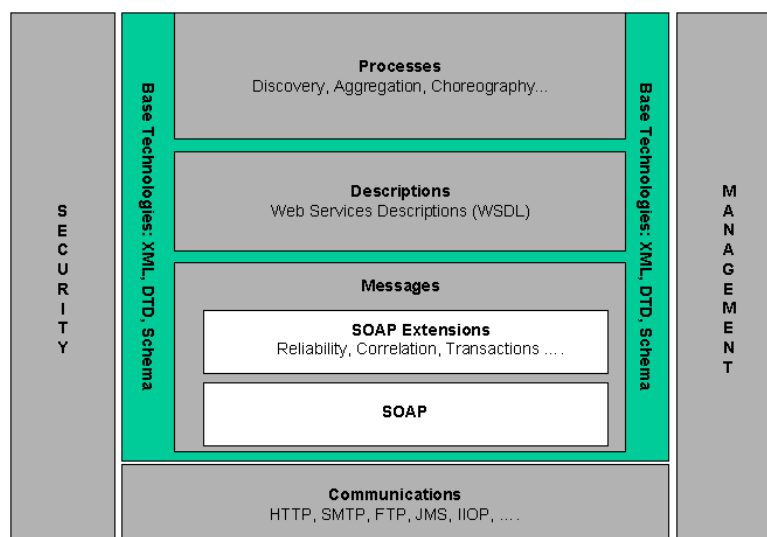 SECURITY
Base Technologies: XML, DTD, Schema
Processes
Discovery, Aggregation, Choreography...
Descriptions
Web Services Descriptions (WSDL)
Messages
SOAP Extensions
Reliability, Correlation, Transactions ....
SOAP
Base Technologies: XML, DTD, Schema
MANAGEMENT
Communications
HTTP, SMTP, FTP, JMS, IIOP, ....